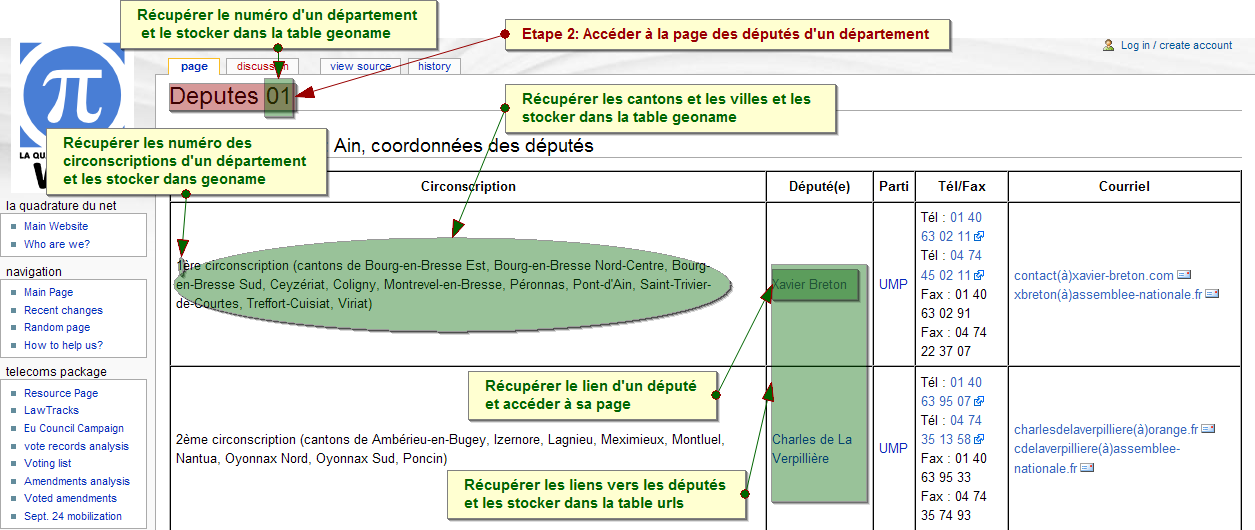 Récupérer le numéro d'un département
et le stocker dans la table geoname
Etape 2: Accéder à la page des députés d'un département
Log in / create account
page
discussion
view source
history
Deputes 01
Récupérer les cantons et les villes et les
stocker dans la table geoname
Récupérer les numéro des
circonscriptions d'un département
et les stocker dans geoname
π
LA QUA
Ain, coordonnées des députés
la quadrature du net
Main Website
Who are we?
navigation
Main Page
Recent changes
Random page
How to help us?
telecoms package
Resource Page
LawTracks
Eu Council Campaign
vote records analysis
Voting list
Amendments analysis
Voted amendments
Sept. 24 mobilization
Circonscription
Député(e)
Parti
Tél/Fax
Courriel
1ère circonscription (cantons de Bourg-en-Bresse Est, Bourg-en-Bresse Nord-Centre, Bourg-
en-Bresse Sud, Ceyzériat, Coligny, Montrevel-en-Bresse, Péronnas, Pont-d'Ain, Saint-Trivier-
de-Courtes, Treffort-Cuisiat, Viriat)
Xavier Breton
UMP
Tél : 01 40
63 02 11
Tél : 04 74
45 02 11
Fax : 01 40
63 02 91
Fax : 04 74
22 37 07
contact(à)xavier-breton.com
xbreton(à)assemblee-nationale.fr
Récupérer le lien d'un député
et accéder à sa page
2ème circonscription (cantons de Ambérieu-en-Bugey, Izernore, Lagnieu, Meximieux, Montluel,
Nantua, Oyonnax Nord, Oyonnax Sud, Poncin)
Charles de La
Verpillière
UMP
Tél : 01 40
63 95 07
Tél : 04 74
35 13 58
Fax : 01 40
63 95 33
Fax : 04 74
35 74 93
charlesdelaverpilliere(à)orange.fr
cdelaverpilliere(à)assemblee-
nationale.fr
Récupérer les liens vers les députés
et les stocker dans la table urls